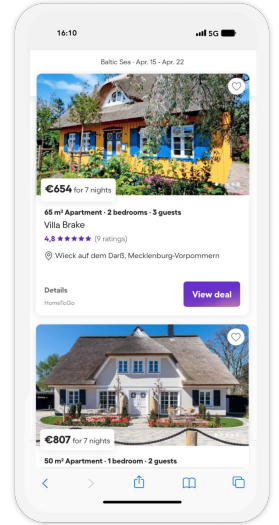 16:10
5G
Baltic Sea · Apr. 15 - Apr. 22
€654 for 7 nights
65 m² Apartment · 2 bedrooms · 3 guests
Villa Brake
4,8 ★★★★★ (9 ratings)
Wieck auf dem Darß, Mecklenburg-Vorpommern
Details
HomeToGo
View deal
€807 for 7 nights
50 m² Apartment · 1 bedroom · 2 guests